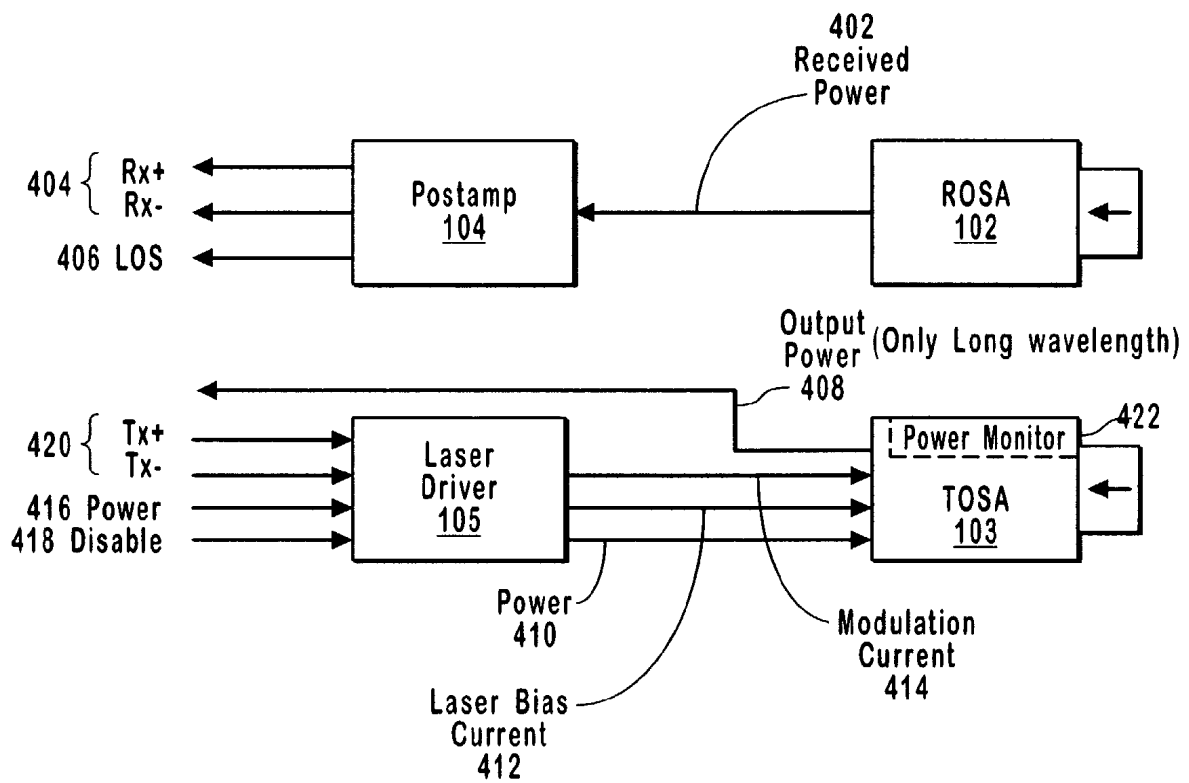 402
Received
Power
404 { Rx+
Rx-
406 LOS
Postamp
104
ROSA
102
Output
Power
408
(Only Long wavelength)
420 { Tx+
Tx-
416 Power
418 Disable
Laser
Driver
105
Power Monitor
422
TOSA
103
Power
410
Modulation
Current
414
Laser Bias
Current
412